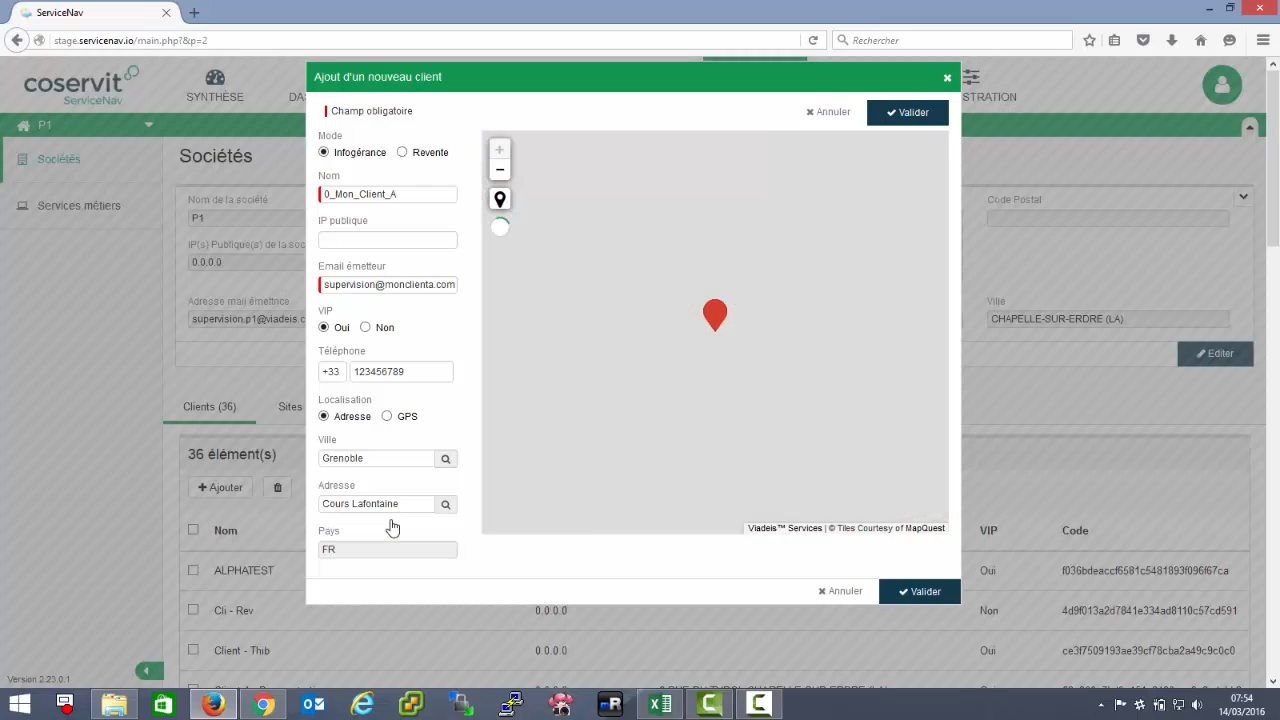 ServiceNav
stage.servicenav.io/main.php?&p=2
Rechercher
coservit
ServiceNav
SYNTHÈSE
DAS
STRATION
P1
Sociétés
Services métiers
Sociétés
Nom de la société
P1
IP(s) Publique(s) de la soc
0.0.0.0
Adresse mail émettrice
supervision.p1@viadeis.c
Code Postal
Ville
CHAPELLE-SUR-ERDRE (LA)
Editer
Clients (36)
Sites
36 élément(s)
Ajouter
Nom
VIP
Code
ALPHATEST
Oui
f036bdeaccf6581c5481893f096f67ca
Cli - Rev
0.0.0.0
Non
4d9f013a2d7841e334ad8110c57cd591
Client - Thib
0.0.0.0
Oui
ce3f7509193ae39cf78cba2a49c9c0c0
Ajout d'un nouveau client
Champ obligatoire
Annuler
Valider
Mode
Infogérance
Revente
Nom
0_Mon_Client_A
IP publique
Email émetteur
supervision@monclienta.com
VIP
Oui
Non
Téléphone
+33
123456789
Localisation
Adresse
GPS
Ville
Grenoble
Adresse
Cours Lafontaine
Pays
FR
Viadeis™ Services | © Tiles Courtesy of MapQuest
Annuler
Valider
Version 2.23.0.1
07:54
14/03/2016